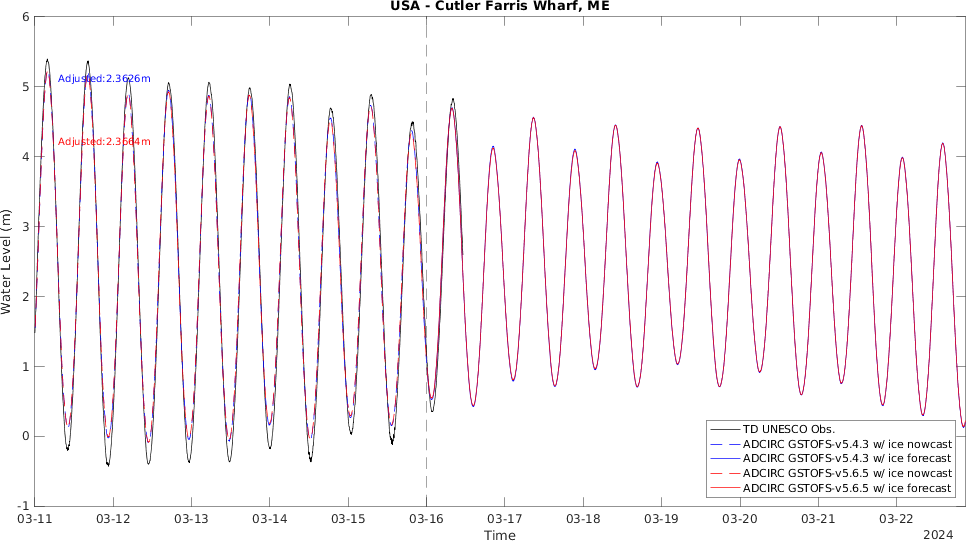 USA - Cutler Farris Wharf, ME
6
5
4
3
2
1
0
-1
Water Level (m)
Adjusted:2.3626m
Adjusted:2.3564m
TD UNESCO Obs.
ADCIRC GSTOFS-v5.4.3 w/ ice nowcast
ADCIRC GSTOFS-v5.4.3 w/ ice forecast
ADCIRC GSTOFS-v5.6.5 w/ ice nowcast
ADCIRC GSTOFS-v5.6.5 w/ ice forecast
03-11 03-12 03-13 03-14 03-15 03-16 03-17 03-18 03-19 03-20 03-21 03-22
Time
2024